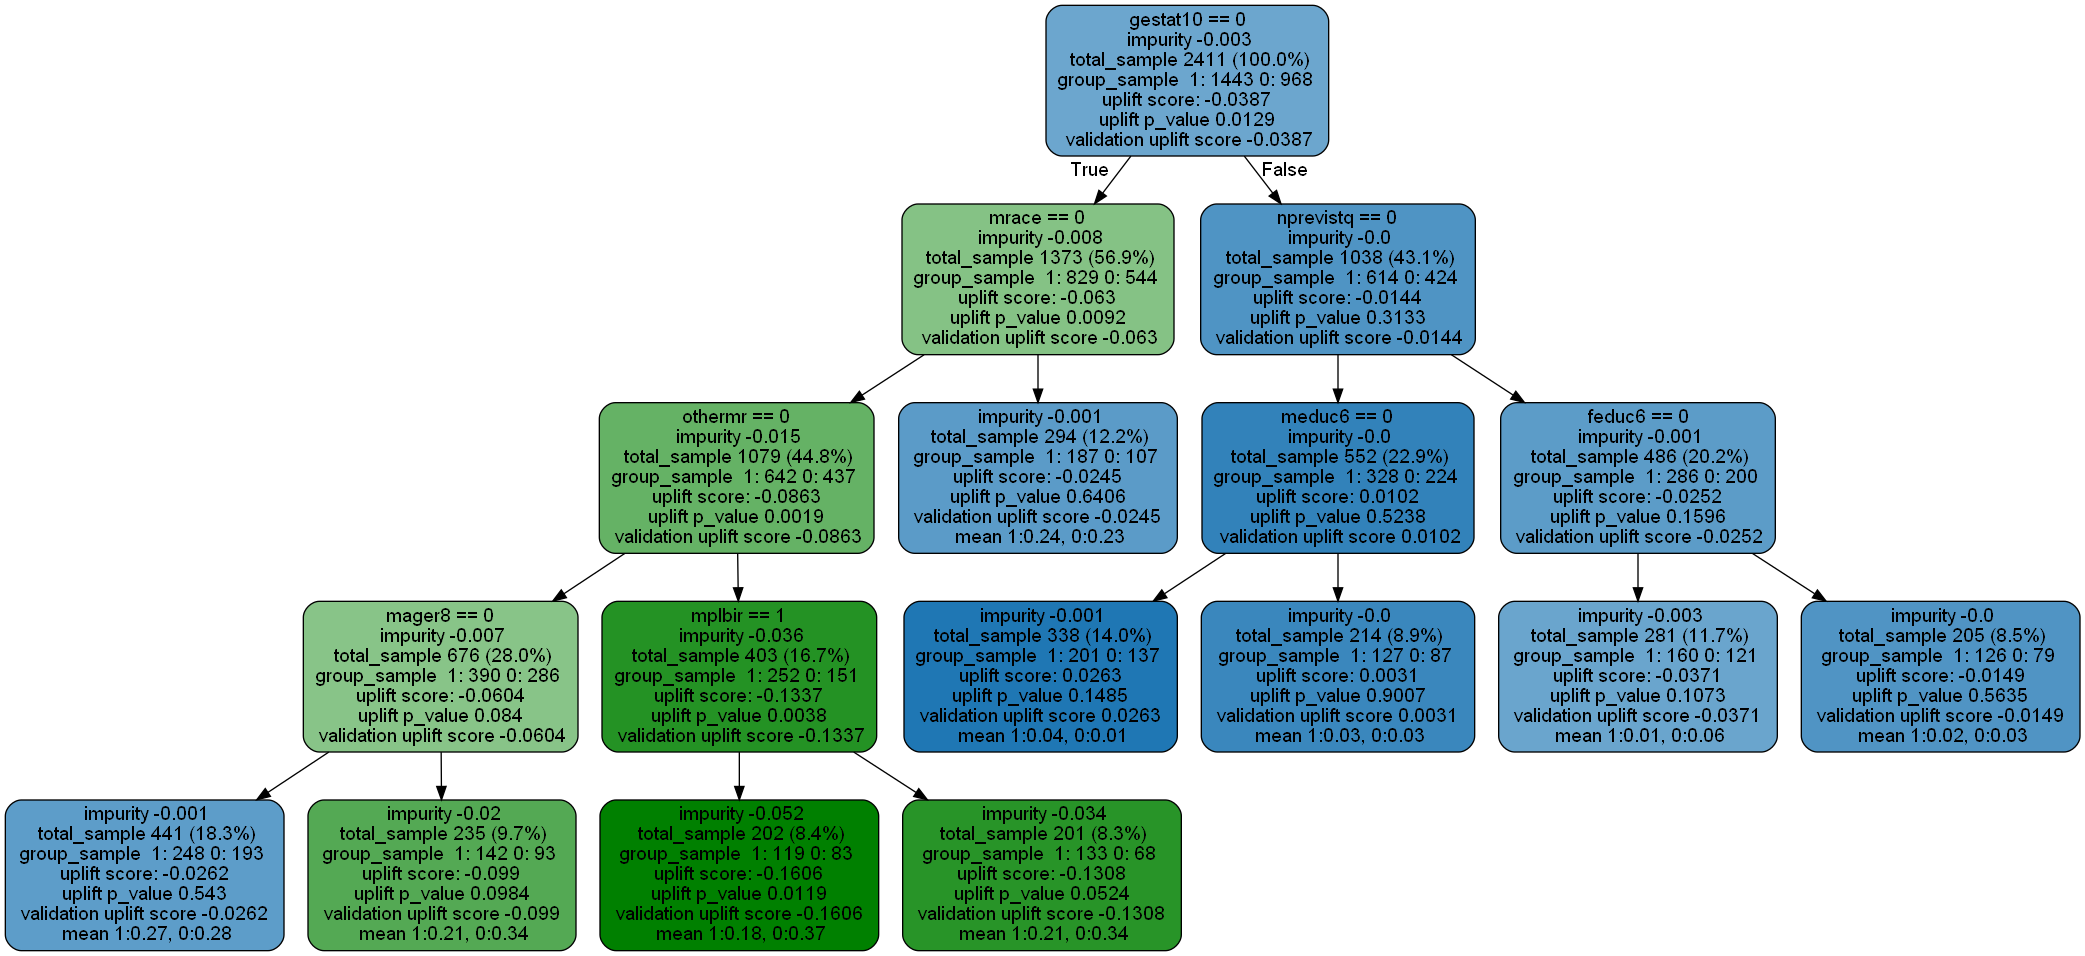 gestat10 == 0
impurity -0.003
total_sample 2411 (100.0%)
group_sample 1: 1443 0: 968
uplift score: -0.0387
uplift p_value 0.0129
validation uplift score -0.0387
True
False
mrace == 0
impurity -0.008
total_sample 1373 (56.9%)
group_sample 1: 829 0: 544
uplift score: -0.063
uplift p_value 0.0092
validation uplift score -0.063
nprevistq == 0
impurity -0.0
total_sample 1038 (43.1%)
group_sample 1: 614 0: 424
uplift score: -0.0144
uplift p_value 0.3133
validation uplift score -0.0144
othermr == 0
impurity -0.015
total_sample 1079 (44.8%)
group_sample 1: 642 0: 437
uplift score: -0.0863
uplift p_value 0.0019
validation uplift score -0.0863
impurity -0.001
total_sample 294 (12.2%)
group_sample 1: 187 0: 107
uplift score: -0.0245
uplift p_value 0.6406
validation uplift score -0.0245
mean 1:0.24, 0:0.23
meduc6 == 0
impurity -0.0
total_sample 552 (22.9%)
group_sample 1: 328 0: 224
uplift score: 0.0102
uplift p_value 0.5238
validation uplift score 0.0102
feduc6 == 0
impurity -0.001
total_sample 486 (20.2%)
group_sample 1: 286 0: 200
uplift score: -0.0252
uplift p_value 0.1596
validation uplift score -0.0252
mager8 == 0
impurity -0.007
total_sample 676 (28.0%)
group_sample 1: 390 0: 286
uplift score: -0.0604
uplift p_value 0.084
validation uplift score -0.0604
mplbir == 1
impurity -0.036
total_sample 403 (16.7%)
group_sample 1: 252 0: 151
uplift score: -0.1337
uplift p_value 0.0038
validation uplift score -0.1337
impurity -0.001
total_sample 338 (14.0%)
group_sample 1: 201 0: 137
uplift score: 0.0263
uplift p_value 0.1485
validation uplift score 0.0263
mean 1:0.04, 0:0.01
impurity -0.0
total_sample 214 (8.9%)
group_sample 1: 127 0: 87
uplift score: 0.0031
uplift p_value 0.9007
validation uplift score 0.0031
mean 1:0.03, 0:0.03
impurity -0.003
total_sample 281 (11.7%)
group_sample 1: 160 0: 121
uplift score: -0.0371
uplift p_value 0.1073
validation uplift score -0.0371
mean 1:0.01, 0:0.06
impurity -0.0
total_sample 205 (8.5%)
group_sample 1: 126 0: 79
uplift score: -0.0149
uplift p_value 0.5635
validation uplift score -0.0149
mean 1:0.02, 0:0.03
impurity -0.001
total_sample 441 (18.3%)
group_sample 1: 248 0: 193
uplift score: -0.0262
uplift p_value 0.543
validation uplift score -0.0262
mean 1:0.27, 0:0.28
impurity -0.02
total_sample 235 (9.7%)
group_sample 1: 142 0: 93
uplift score: -0.099
uplift p_value 0.0984
validation uplift score -0.099
mean 1:0.21, 0:0.34
impurity -0.052
total_sample 202 (8.4%)
group_sample 1: 119 0: 83
uplift score: -0.1606
uplift p_value 0.0119
validation uplift score -0.1606
mean 1:0.18, 0:0.37
impurity -0.034
total_sample 201 (8.3%)
group_sample 1: 133 0: 68
uplift score: -0.1308
uplift p_value 0.0524
validation uplift score -0.1308
mean 1:0.21, 0:0.34